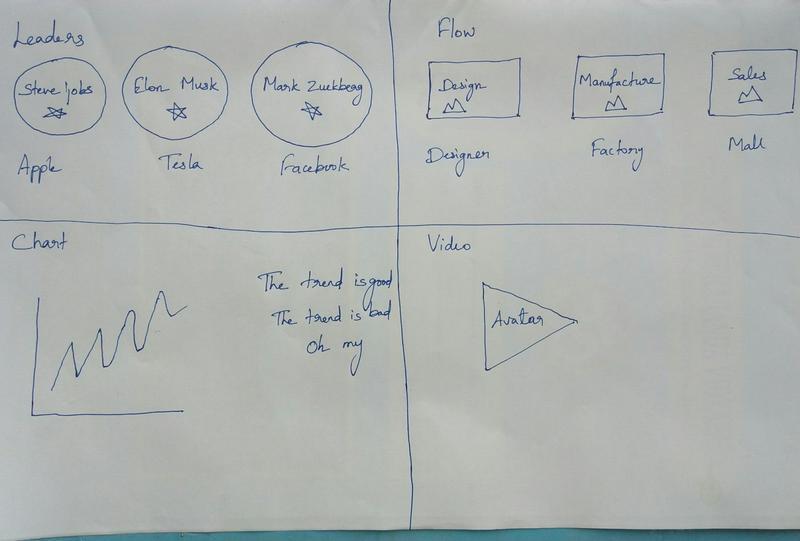 Leaders
Steve jobs
Elon Musk
Mark Zuckberg
Apple
Tesla
Facebook
Flow
Design
Manufacture
Sales
Designer
Factory
Mall
Chart
The trend is good
The trend is bad
Oh my
Video
Avatar